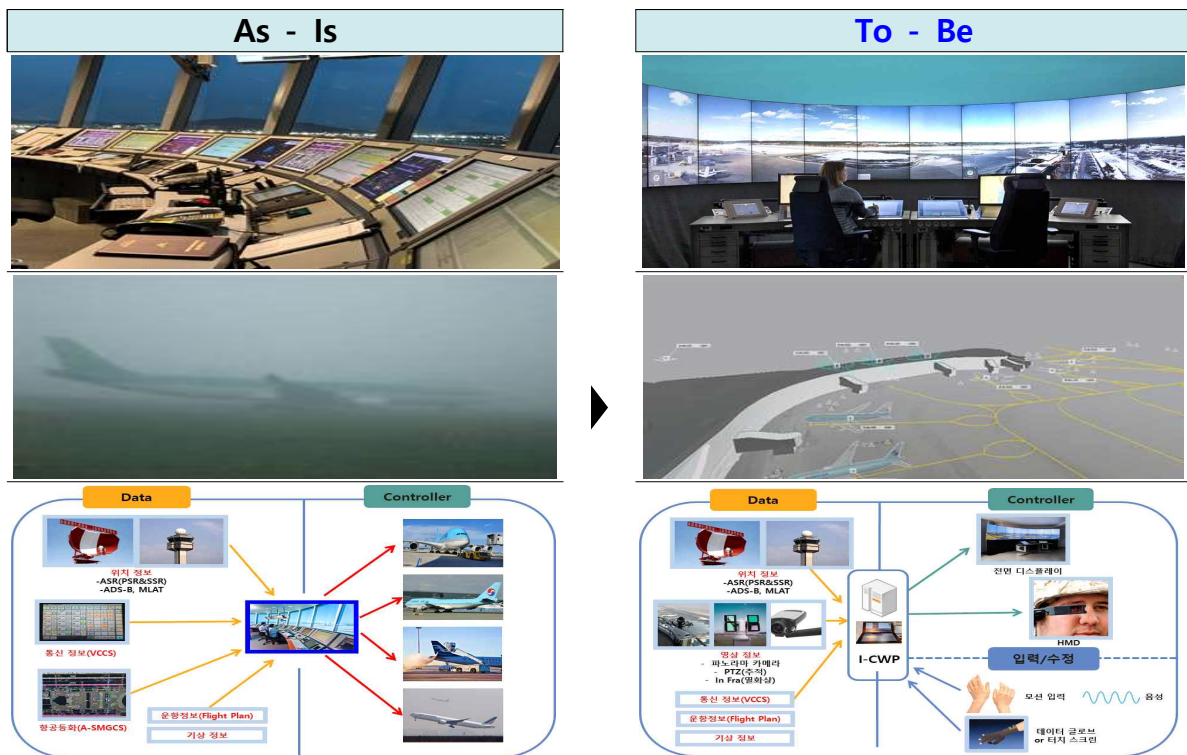 As - Is
To - Be
Data
Controller
위치 정보
-ASR(PSR&SSR)
-ADS-B, MLAT
통신 정보(VCCS)
항공등화(A-SMGCS)
운항정보(Flight Plan)
기상 정보
Data
Controller
위치 정보
-ASR(PSR&SSR)
-ADS-B, MLAT
영상 정보
- 파노라마 카메라
- PTZ(추적)
- In Fra(열화상)
통신 정보(VCCS)
운항정보(Flight Plan)
기상 정보
I-CWP
전면 디스플레이
HMD
입력/수정
모션 입력
음성
데이터 글로브
or 터치 스크린